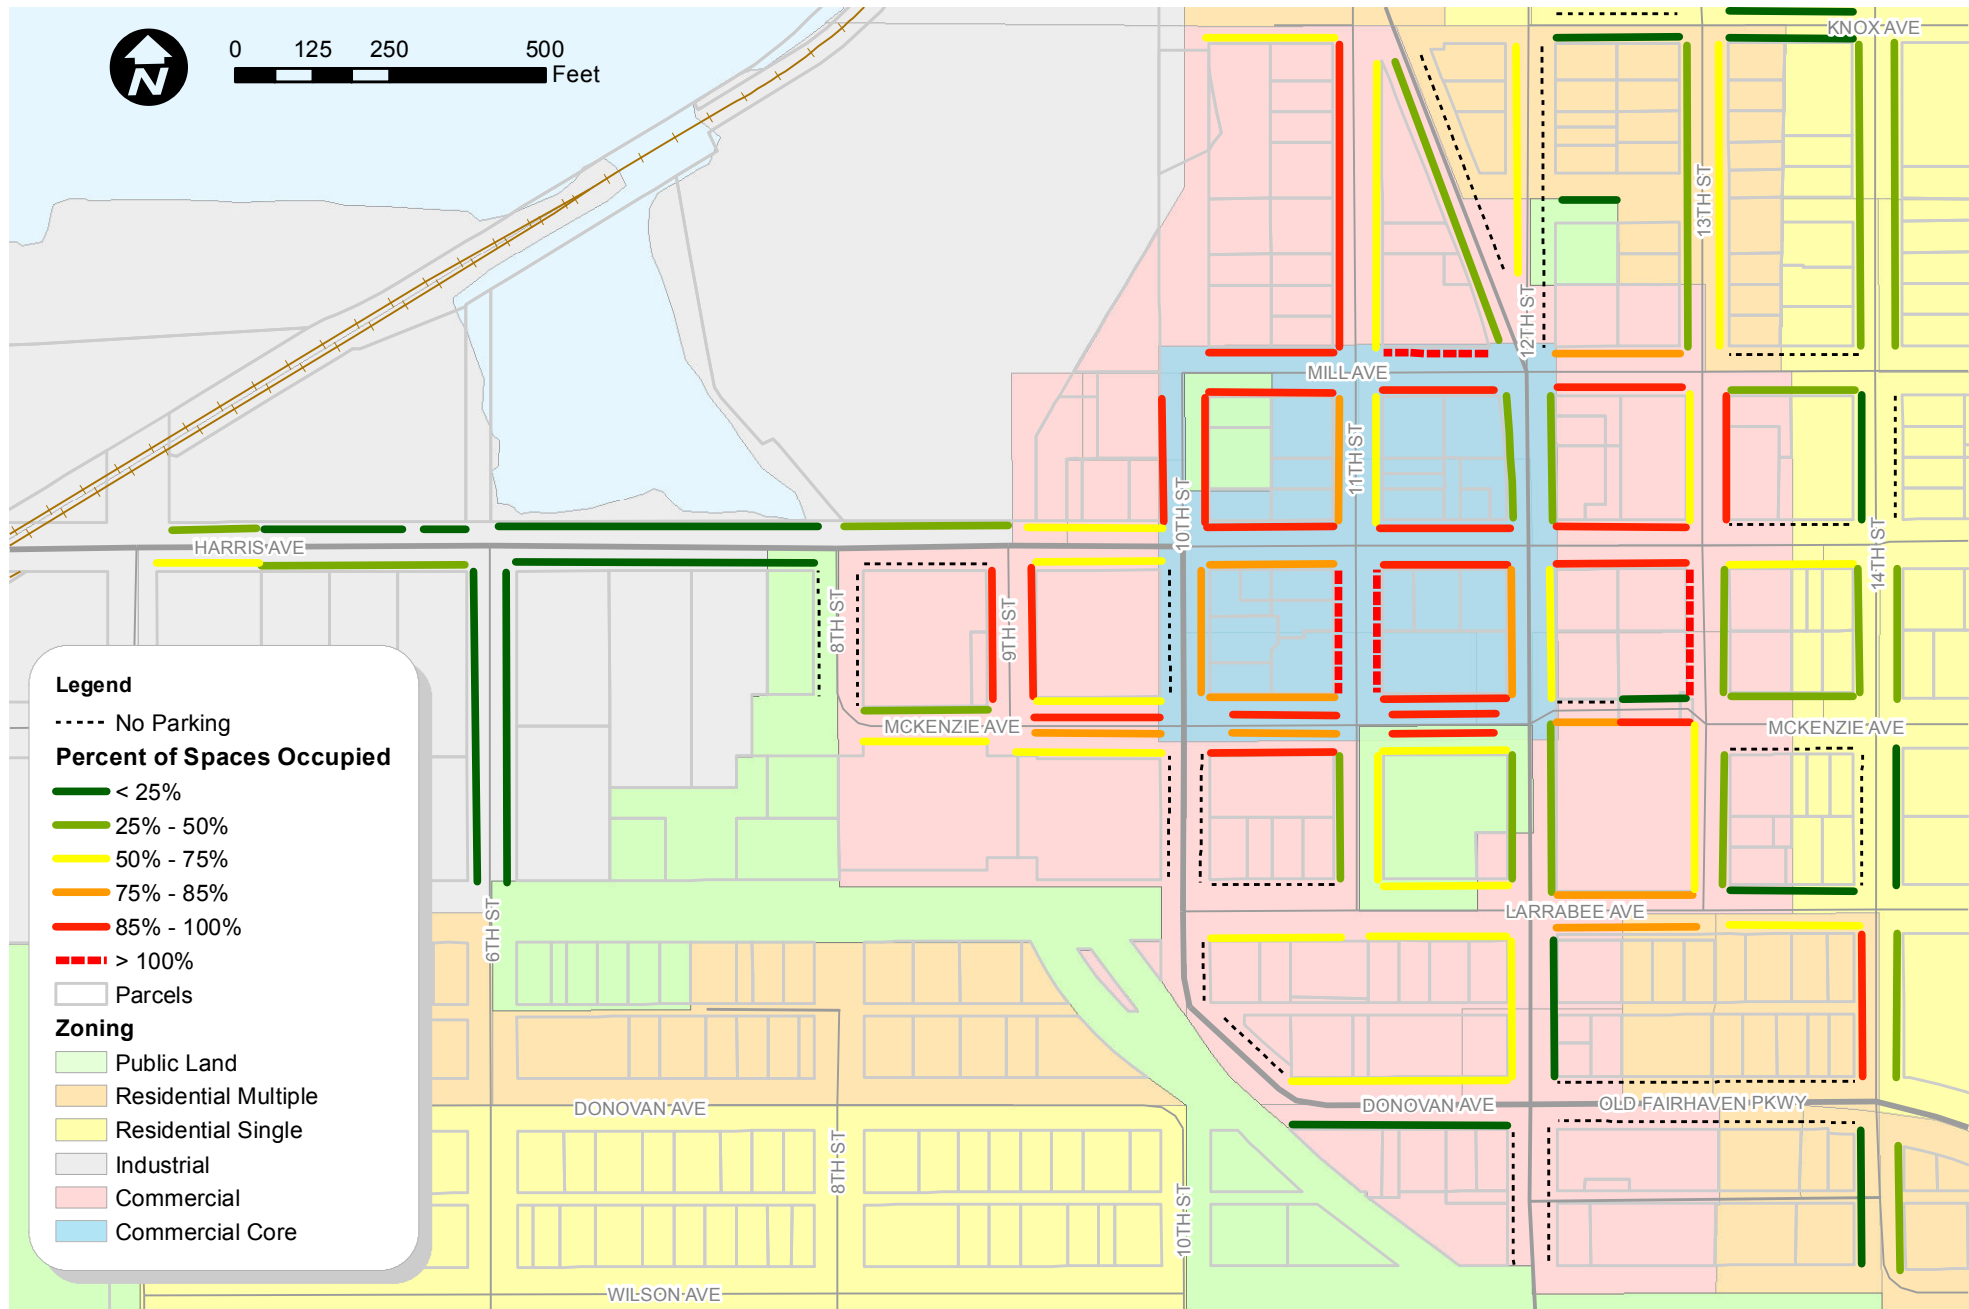 N
0 125 250 500
Feet
KNOX AVE
13TH ST
12TH ST
MILL AVE
11TH ST
10TH ST
14TH ST
HARRIS AVE
8TH ST
9TH ST
MCKENZIE AVE
MCKENZIE AVE
LARRABEE AVE
6TH ST
DONOVAN AVE
DONOVAN AVE
OLD FAIRHAVEN PKWY
8TH ST
10TH ST
WILSON AVE
Legend
No Parking
Percent of Spaces Occupied
< 25%
25% - 50%
50% - 75%
75% - 85%
85% - 100%
> 100%
Parcels
Zoning
Public Land
Residential Multiple
Residential Single
Industrial
Commercial
Commercial Core